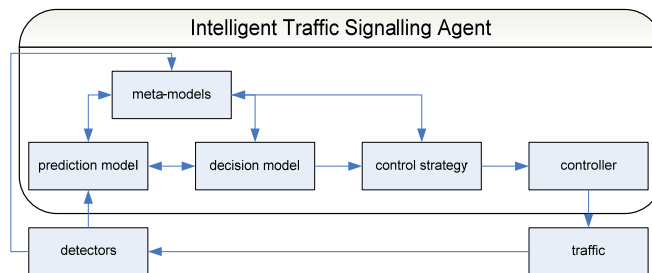 Intelligent Traffic Signalling Agent
meta-models
prediction model
decision model
control strategy
controller
detectors
traffic